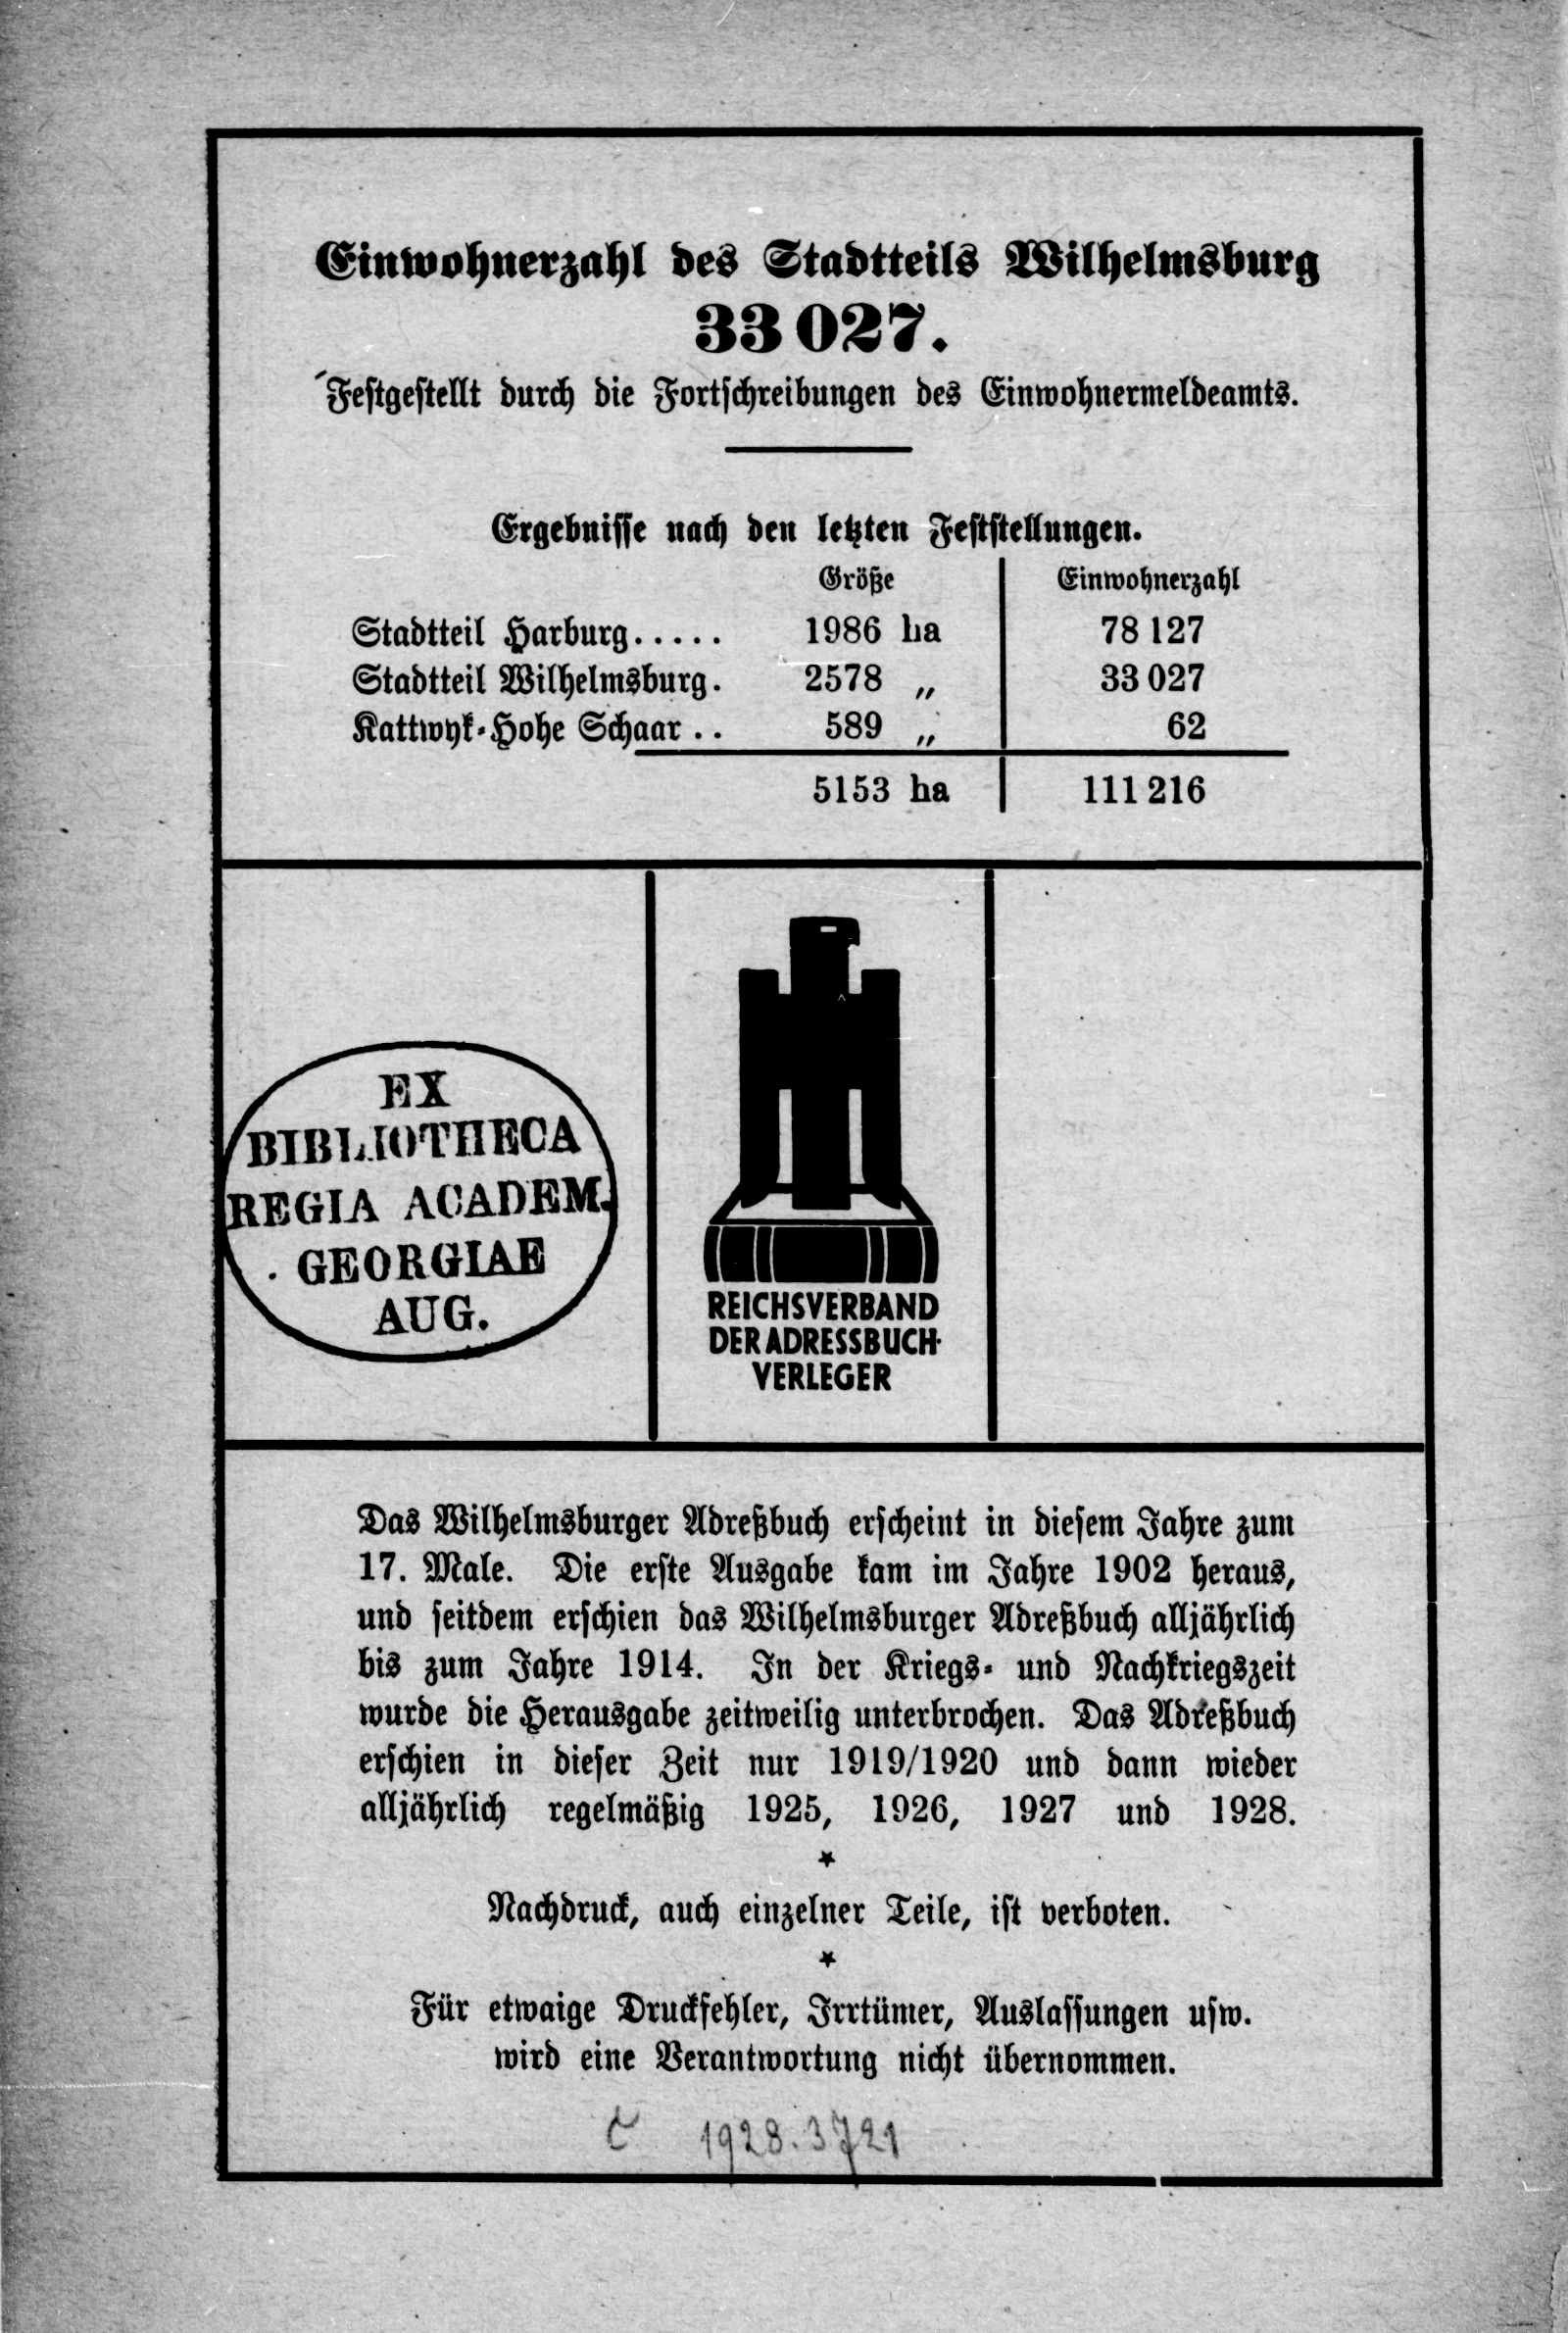 Einwohnerzahl des Stadtteils Wilhelmsburg
33 027.
Festgestellt durch die Fortschreibungen des Einwohnermeldeamts.
Ergebnisse nach den letzten Feststellungen.
Größe Einwohnerzahl
Stadtteil Harburg..... 1986 ha 78 127
Stadtteil Wilhelmsburg. 2578 „ 33 027
Kattwyk-Hohe Schaar .. 589 „ 62
5153 ha 111 216
EX
BIBLIOTHECA
REGIA ACADEM.
GEORGIAE
AUG.
REICHSVERBAND
DER ADRESSBUCH-
VERLEGER
Das Wilhelmsburger Adreßbuch erscheint in diesem Jahre zum
17. Male. Die erste Ausgabe kam im Jahre 1902 heraus,
und seitdem erschien das Wilhelmsburger Adreßbuch alljährlich
bis zum Jahre 1914. In der Kriegs- und Nachkriegszeit
wurde die Herausgabe zeitweilig unterbrochen. Das Adreßbuch
erschien in dieser Zeit nur 1919/1920 und dann wieder
alljährlich regelmäßig 1925, 1926, 1927 und 1928.
*
Nachdruck, auch einzelner Teile, ist verboten.
*
Für etwaige Druckfehler, Irrtümer, Auslassungen usw.
wird eine Verantwortung nicht übernommen.
1928.3721